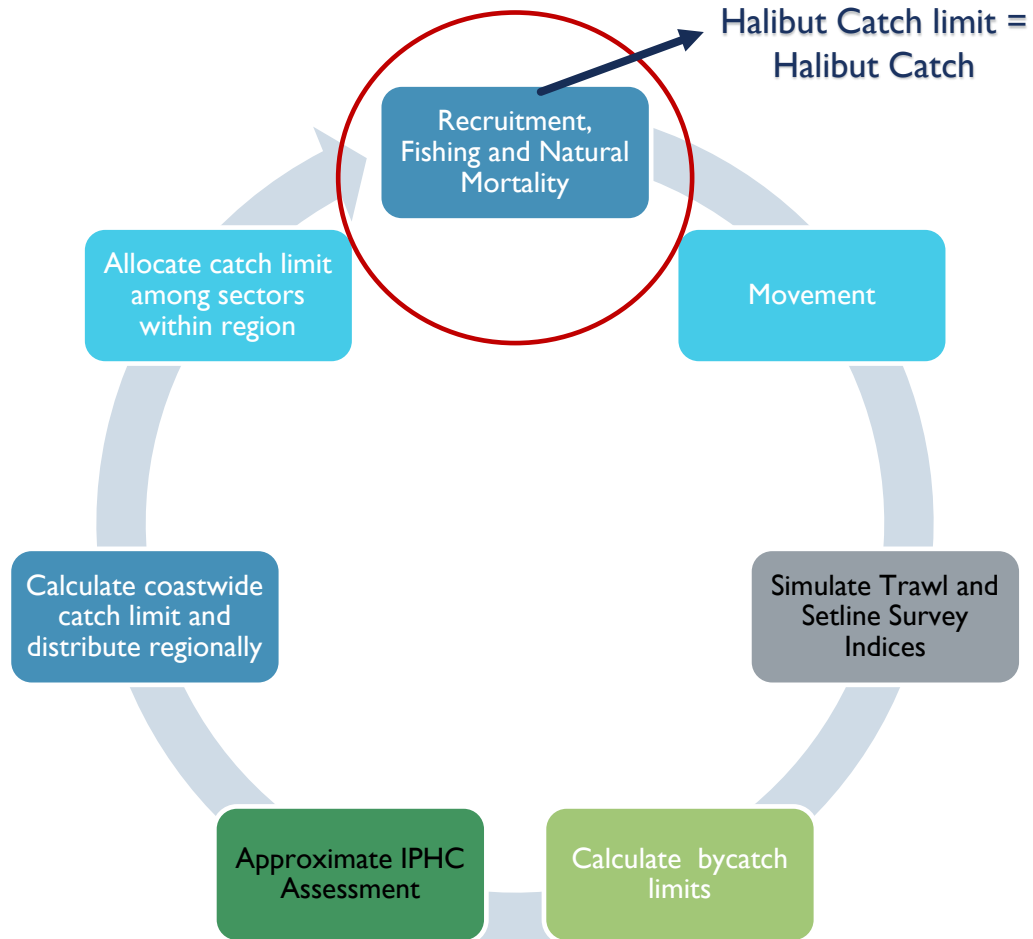 Halibut Catch limit =
Halibut Catch
Recruitment,
Fishing and Natural
Mortality
Movement
Simulate Trawl and
Setline Survey
Indices
Calculate bycatch
limits
Approximate IPHC
Assessment
Calculate coastwide
catch limit and
distribute regionally
Allocate catch limit
among sectors
within region